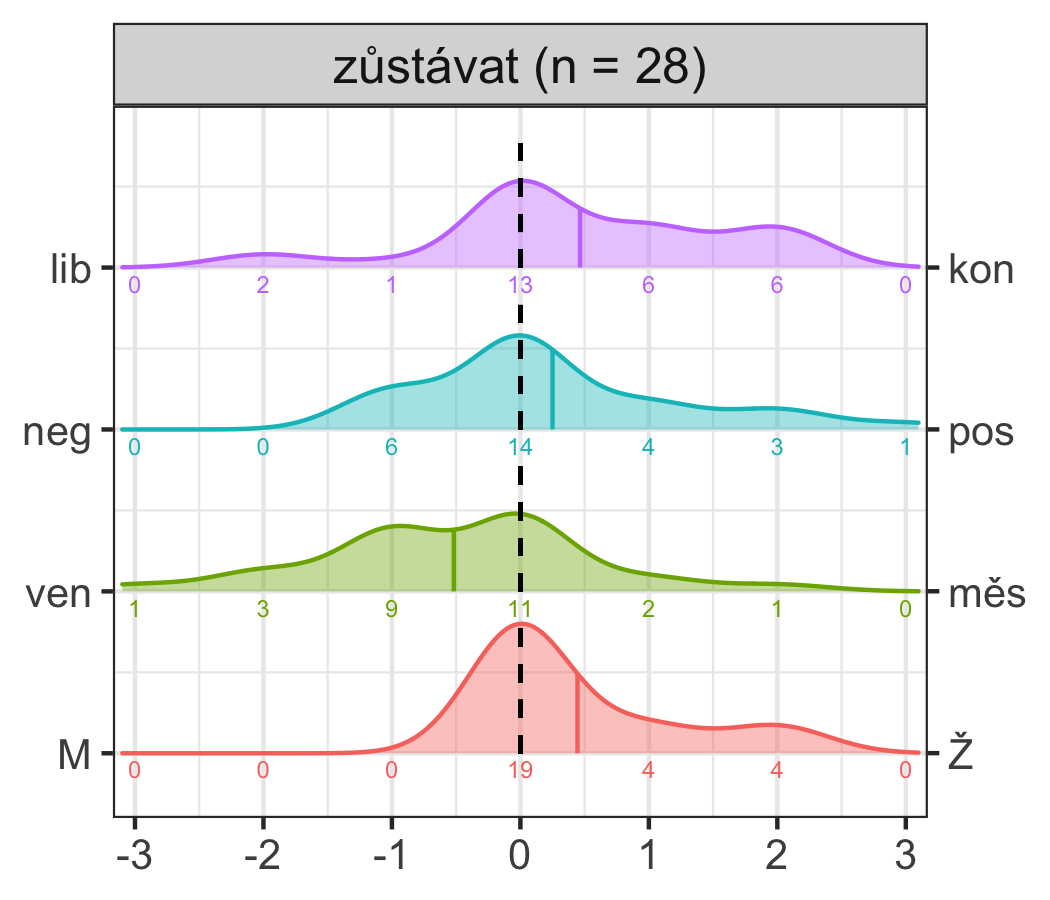 zůstávat (n = 28)
lib kon
0 2 1 13 6 6 0
neg pos
0 0 6 14 4 3 1
ven měs
1 3 9 11 2 1 0
M Ž
0 0 0 19 4 4 0
-3 -2 -1 0 1 2 3